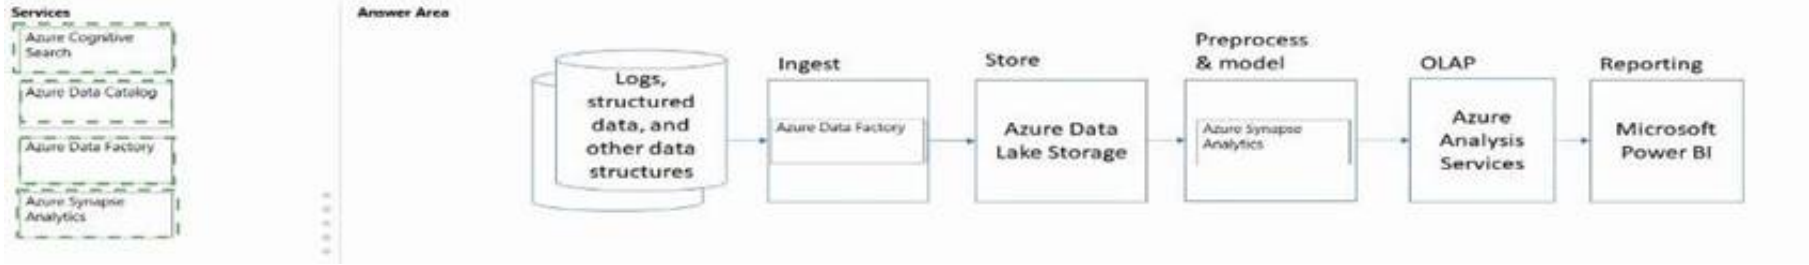 Services
Azure Cognitive
Search
Azure Data Catalog
Azure Data Factory
Azure Synapse
Analytics
Answer Area
Logs,
structured
data, and
other data
structures
Ingest
Azure Data Factory
Store
Azure Data
Lake Storage
Preprocess
& model
Azure Synapse
Analytics
OLAP
Azure
Analysis
Services
Reporting
Microsoft
Power BI